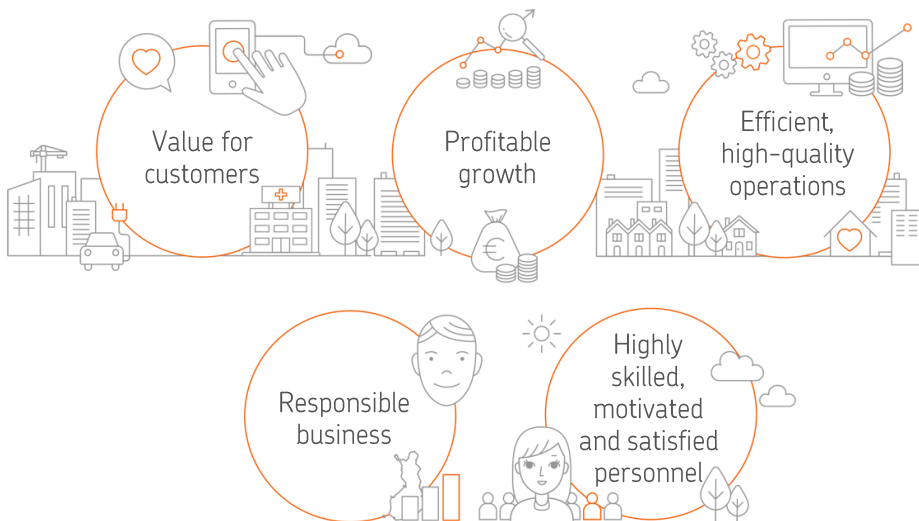 Value for
customers
Profitable
growth
Efficient,
high-quality
operations
Responsible
business
Highly
skilled,
motivated
and satisfied
personnel